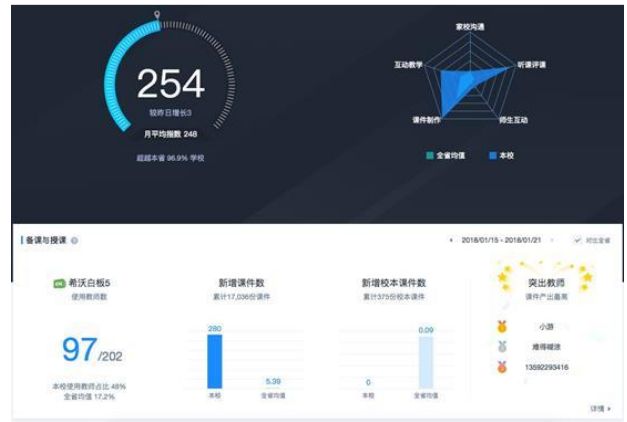 254
较昨日增长3
月平均指数 248
超越本省 96.9% 学校
家校沟通
互动教学
听课评课
课件制作
师生互动
全省均值
本校
备课与授课
2018/01/15 - 2018/01/21
对比全省
希沃白板5
使用教师数
97/202
本校使用教师占比 48%
全省均值 17.2%
新增课件数
累计17,036份课件
280
5.39
本校
全省均值
新增校本课件数
累计375份校本课件
0
0.09
本校
全省均值
突出教师
课件产出最高
小游
难得糊涂
13592293416
详情